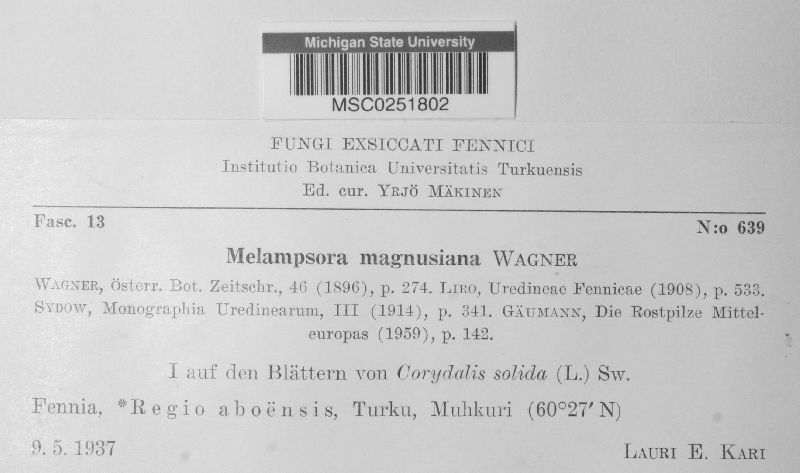 Michigan State University
MSC0251802
FUNGI EXSICCATI FENNICI
Institutio Botanica Universitatis Turkuensis
Ed. cur. YRJÖ MÄKINEN
Fasc. 13
N:o 639
Melampsora magnusiana WAGNER
WAGNER, österr. Bot. Zeitschr., 46 (1896), p. 274. LIRO, Uredineae Fennicae (1908), p. 533.
SYDOW, Monographia Uredinearum, III (1914), p. 341. GÄUMANN, Die Rostpilze Mittel-
europas (1959), p. 142.
I auf den Blättern von Corydalis solida (L.) Sw.
Fennia, *Regio aboënsis, Turku, Muhkuri (60°27′ N)
9. 5. 1937
LAURI E. KARI